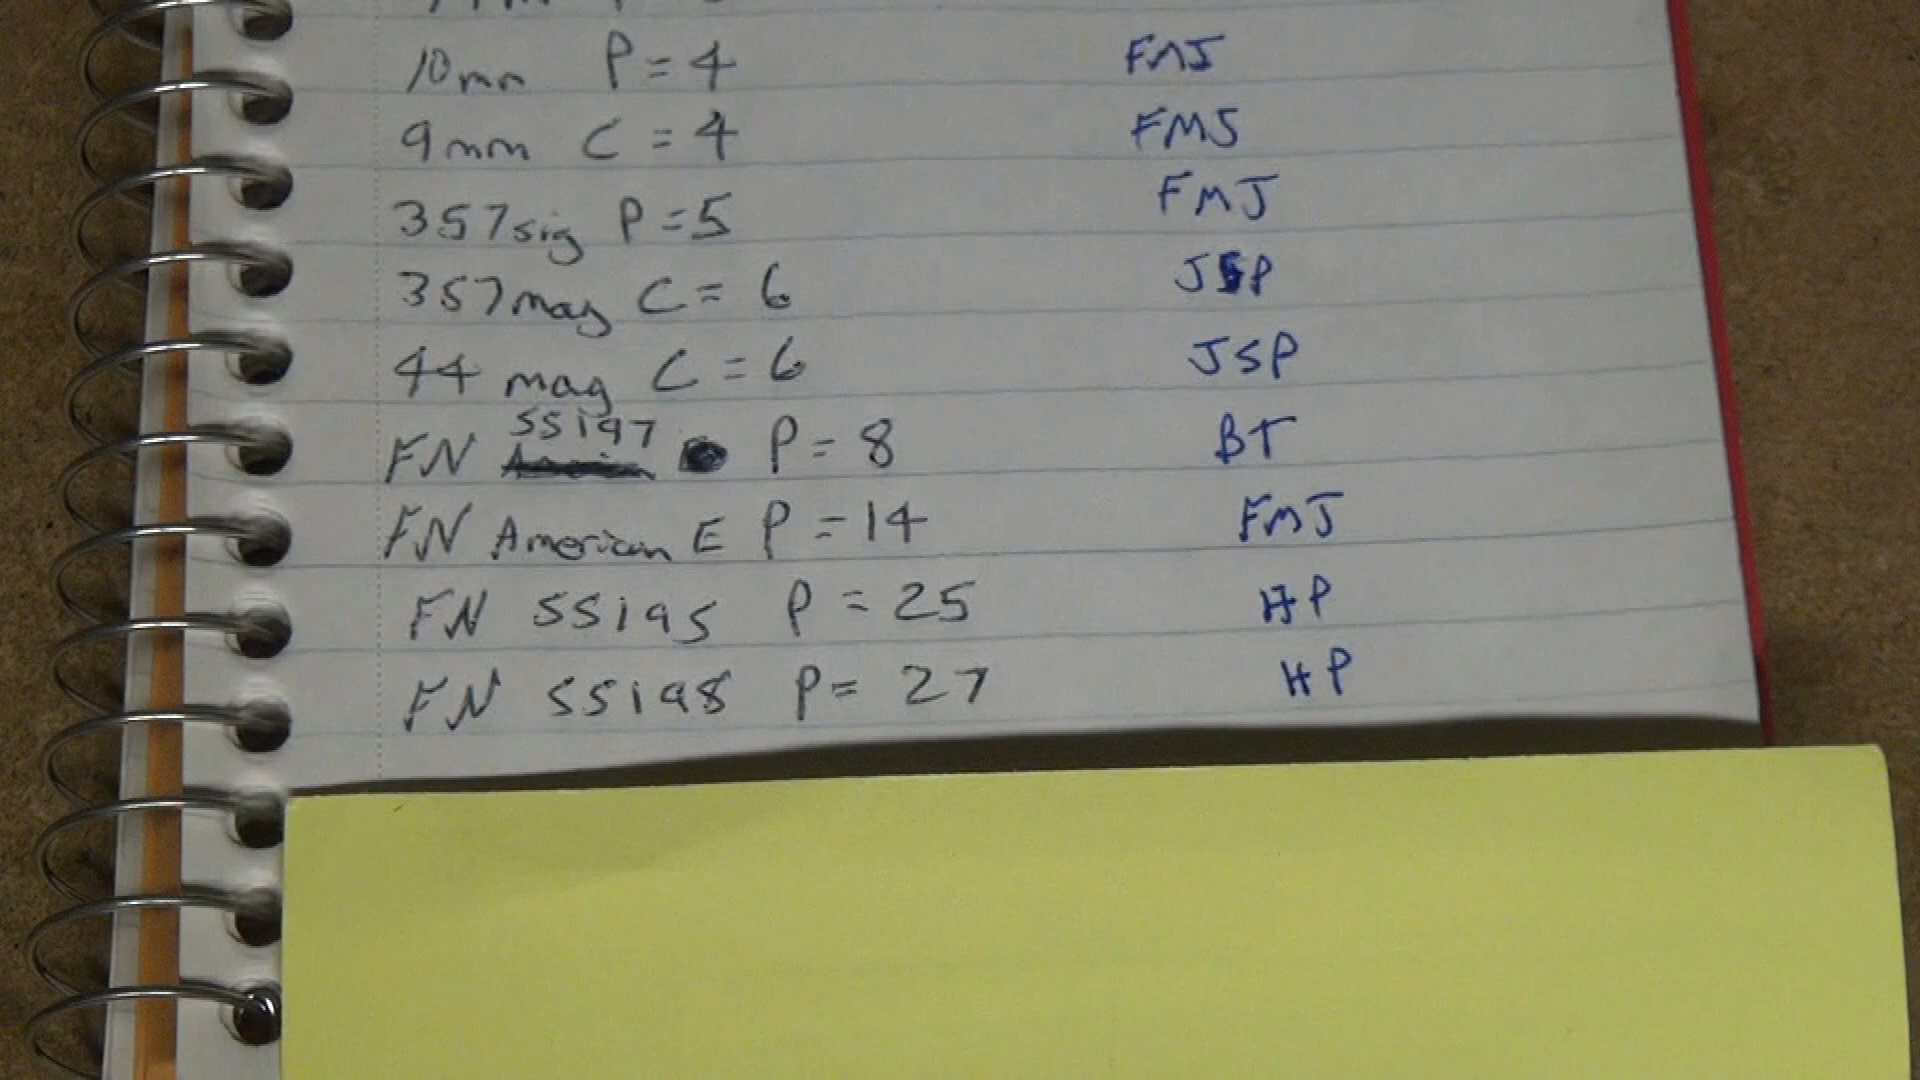 10mm P = 4 FMJ
9mm C = 4 FMJ
357sig P = 5 FMJ
357mag C = 6 JSP
44 mag C = 6 JSP
FN SS197 P = 8 BT
FN American E P = 14 FMJ
FN SS195 P = 25 HP
FN SS198 P = 27 HP